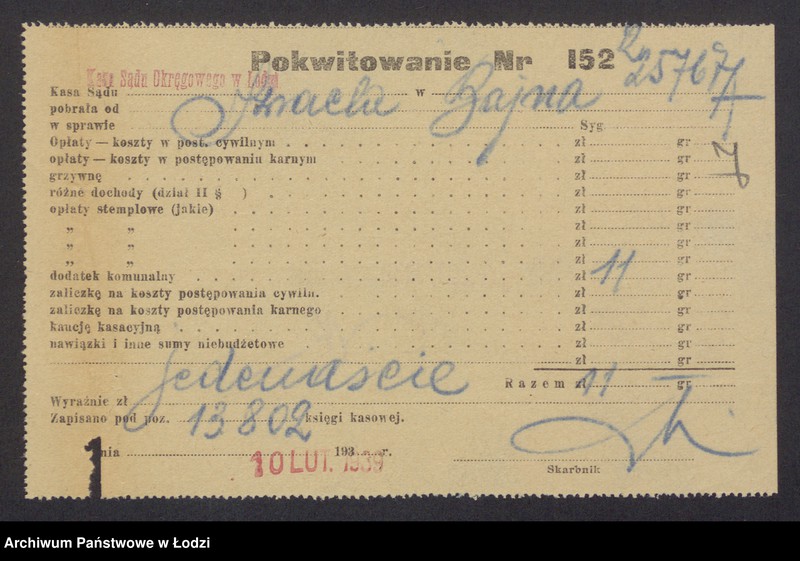 Pokwitowanie Nr 152
Kasa Sądu Okręgowego w Łodzi
Kasa Sądu w
pobrała od Izraela Bajna
w sprawie Syg
Opłaty — koszty w post. cywilnym zł gr
opłaty — koszty w postępowaniu karnym zł gr
grzywnę zł gr
różne dochody (dział II § ) zł gr
opłaty stemplowe (jakie) zł gr
„ „ zł gr
„ „ zł gr
„ „ zł 11 gr
dodatek komunalny zł gr
zaliczkę na koszty postępowania cywiln. zł gr
zaliczkę na koszty postępowania karnego zł gr
kaucję kasacyjną zł gr
nawiązki i inne sumy niebudżetowe zł gr
zł gr
Razem zł 11 gr
Wyraźnie zł jedenaście
Zapisano pod poz. 13802 księgi kasowej.
dnia 193 r.
10 LUT. 1939
Skarbnik
Archiwum Państwowe w Łodzi